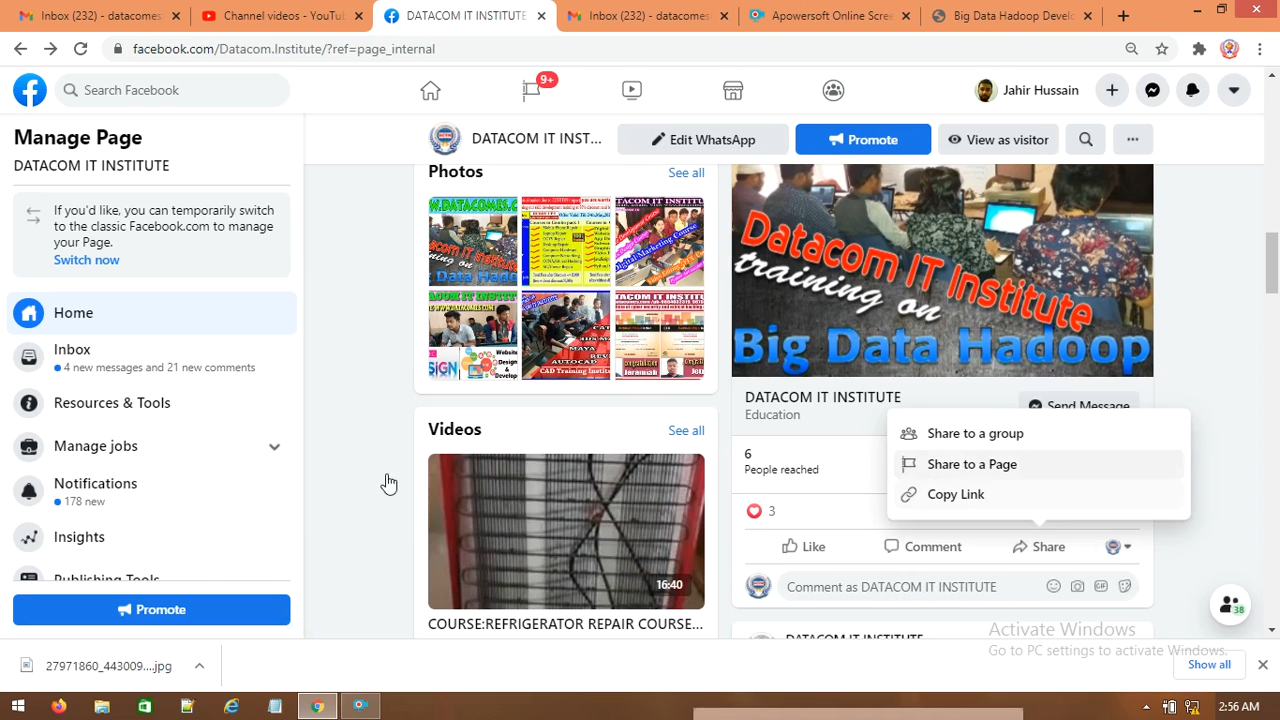 Inbox (232) - datacomes
Channel videos - YouTu
DATACOM IT INSTITUTE
Inbox (232) - datacomes
Apowersoft Online Scree
Big Data Hadoop Develo
facebook.com/Datacom.Institute/?ref=page_internal
Search Facebook
9+
Jahir Hussain
Manage Page
DATACOM IT INSTITUTE
DATACOM IT INST...
Edit WhatsApp
Promote
View as visitor
If you'd like, you can temporarily switch
to the classic Facebook.com to manage
your Page.
Switch now
Home
Inbox
4 new messages and 21 new comments
Resources & Tools
Manage jobs
Notifications
178 new
Insights
Publishing Tools
Promote
Photos
See all
Videos
See all
16:40
COURSE:REFRIGERATOR REPAIR COURSE...
Datacom IT Institute
training on
Big Data Hadoop
DATACOM IT INSTITUTE
Education
Send Message
Share to a group
Share to a Page
Copy Link
6
People reached
3
Like
Comment
Share
Comment as DATACOM IT INSTITUTE
GIF
DATACOM IT INSTITUTE
38
Activate Windows
Go to PC settings to activate Windows.
27971860_443009....jpg
Show all
2:56 AM